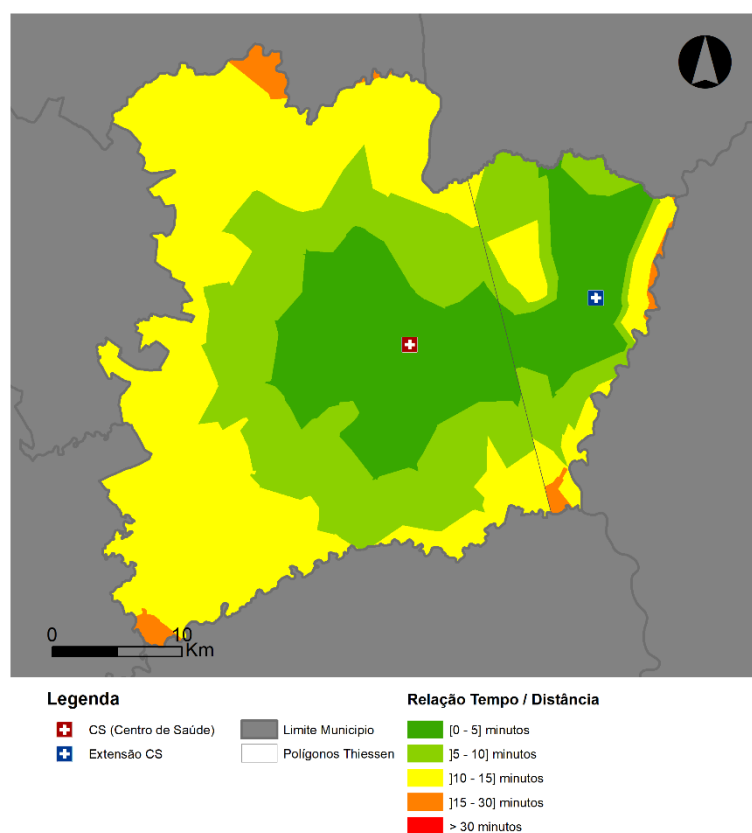 0 10
Km
Legenda
CS (Centro de Saúde)
Extensão CS
Limite Municipio
Polígonos Thiessen
Relação Tempo / Distância
[0 - 5] minutos
]5 - 10] minutos
]10 - 15] minutos
]15 - 30] minutos
> 30 minutos